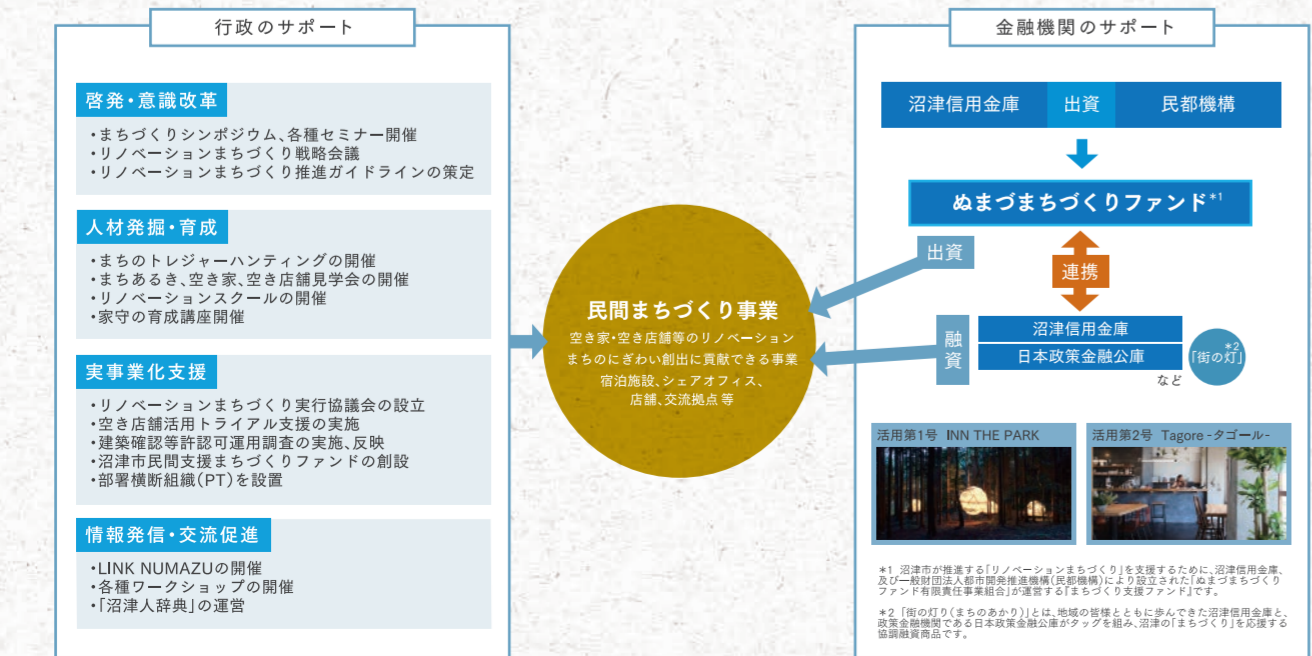 行政のサポート
啓発・意識改革
・まちづくりシンポジウム、各種セミナー開催
・リノベーションまちづくり戦略会議
・リノベーションまちづくり推進ガイドラインの策定
人材発掘・育成
・まちのトレジャーハンティングの開催
・まちあるき、空き家、空き店舗見学会の開催
・リノベーションスクールの開催
・家守の育成講座開催
実事業化支援
・リノベーションまちづくり実行協議会の設立
・空き店舗活用トライアル支援の実施
・建築確認等許認可運用調査の実施、反映
・沼津市民間支援まちづくりファンドの創設
・部署横断組織(PT)を設置
情報発信・交流促進
・LINK NUMAZUの開催
・各種ワークショップの開催
・「沼津人辞典」の運営
民間まちづくり事業
空き家・空き店舗等のリノベーション
まちのにぎわい創出に貢献できる事業
宿泊施設、シェアオフィス、
店舗、交流拠点 等
金融機関のサポート
沼津信用金庫 出資 民都機構
ぬまづまちづくりファンド*1
出資
連携
融資
沼津信用金庫
日本政策金融公庫
「街の灯」*2
など
活用第1号 INN THE PARK
活用第2号 Tagore -タゴール-
*1 沼津市が推進する「リノベーションまちづくり」を支援するために、沼津信用金庫、
及び一般財団法人都市開発推進機構(民都機構)により設立された「ぬまづまちづくり
ファンド有限責任事業組合」が運営する「まちづくり支援ファンド」です。
*2 「街の灯り(まちのあかり)」とは、地域の皆様とともに歩んできた沼津信用金庫と、
政策金融機関である日本政策金融公庫がタッグを組み、沼津の「まちづくり」を応援する
協調融資商品です。